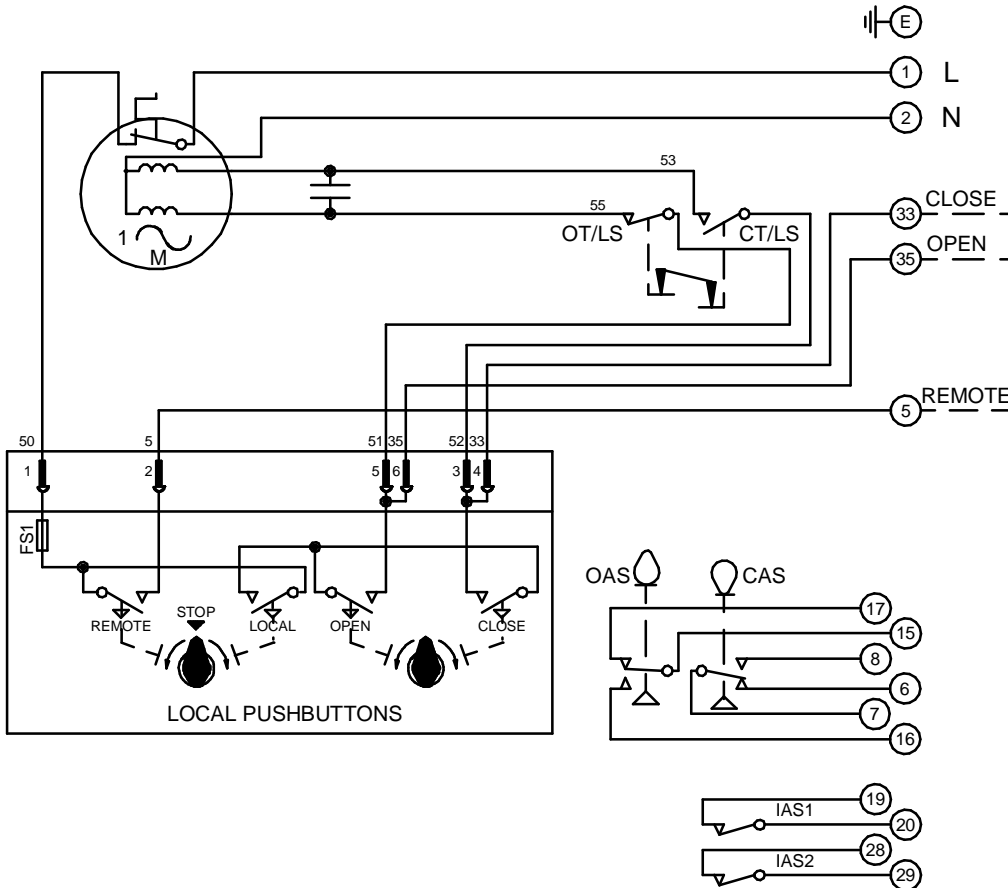 E
1 L
2 N
53
55
OT/LS
CT/LS
33 CLOSE
35 OPEN
1
M
5 REMOTE
50
5
51 35
52 33
1
2
5 6
3 4
FS1
REMOTE
STOP
LOCAL
OPEN
CLOSE
LOCAL PUSHBUTTONS
OAS
CAS
17
15
8
6
7
16
IAS1
19
20
IAS2
28
29